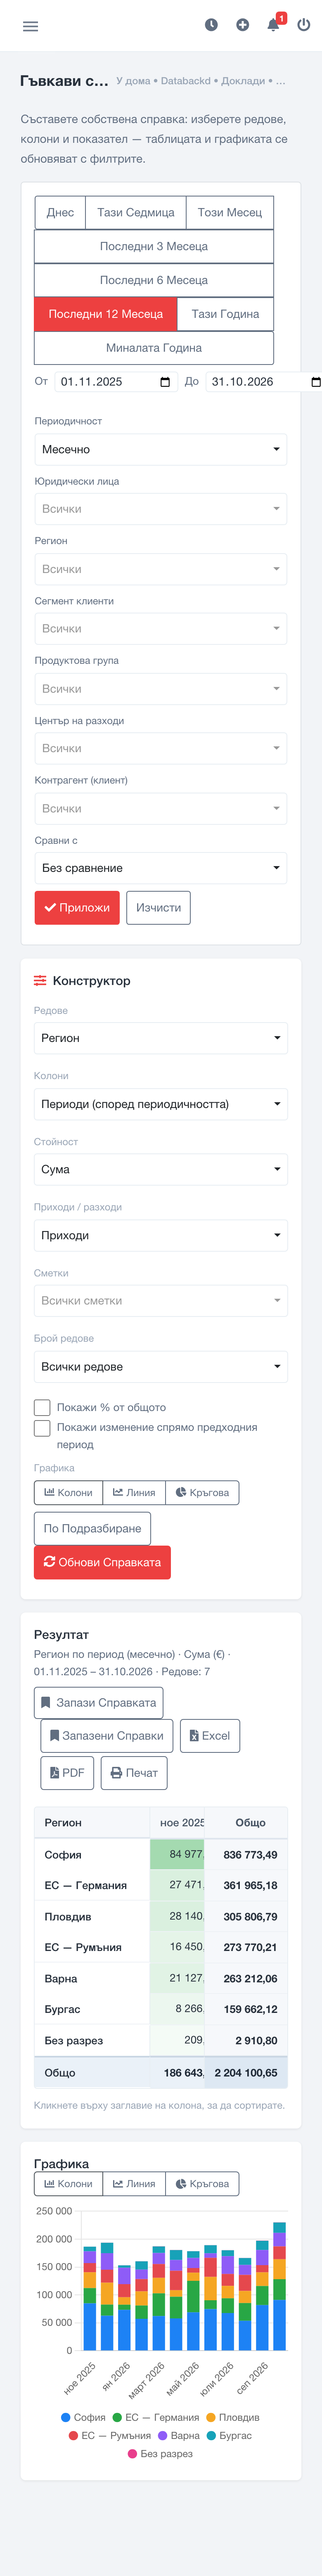 1
Гъвкави с... У дома • Databackd • Доклади • ...
Съставете собствена справка: изберете редове,
колони и показател — таблицата и графиката се
обновяват с филтрите.
Днес Тази Седмица Този Месец
Последни 3 Месеца
Последни 6 Месеца
Последни 12 Месеца Тази Година
Миналата Година
От 01.11.2025 До 31.10.2026
Периодичност
Месечно
Юридически лица
Всички
Регион
Всички
Сегмент клиенти
Всички
Продуктова група
Всички
Център на разходи
Всички
Контрагент (клиент)
Всички
Сравни с
Без сравнение
Приложи Изчисти
Конструктор
Редове
Регион
Колони
Периоди (според периодичността)
Стойност
Сума
Приходи / разходи
Приходи
Сметки
Всички сметки
Брой редове
Всички редове
Покажи % от общото
Покажи изменение спрямо предходния
период
Графика
Колони Линия Кръгова
По Подразбиране
Обнови Справката
Резултат
Регион по период (месечно) · Сума (€) ·
01.11.2025 – 31.10.2026 · Редове: 7
Запази Справката
Запазени Справки Excel
PDF Печат
Регион ное 2025 Общо
София 84 977, 836 773,49
ЕС — Германия 27 471, 361 965,18
Пловдив 28 140, 305 806,79
ЕС — Румъния 16 450, 273 770,21
Варна 21 127, 263 212,06
Бургас 8 266, 159 662,12
Без разрез 209, 2 910,80
Общо 186 643, 2 204 100,65
Кликнете върху заглавие на колона, за да сортирате.
Графика
Колони Линия Кръгова
250 000
200 000
150 000
100 000
50 000
0
ное 2025 ян 2026 март 2026 май 2026 юли 2026 сеп 2026
София ЕС — Германия Пловдив
ЕС — Румъния Варна Бургас
Без разрез